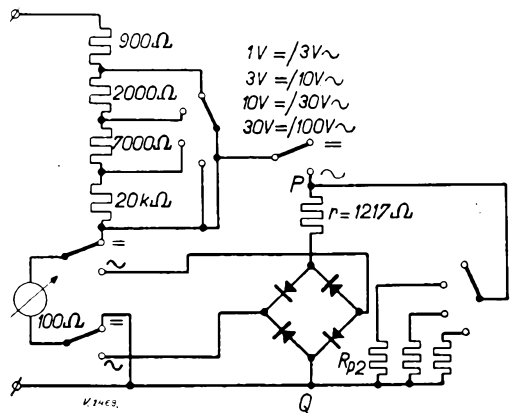 900Ω
2000Ω
7000Ω
20kΩ
1V=/3V~
3V=/10V~
10V=/30V~
30V=/100V~
=
~
P
r=1217Ω
=
~
100Ω
=
~
Rp2
Q